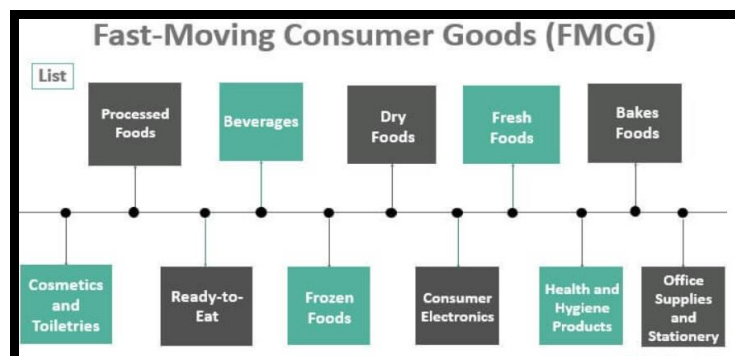 Fast-Moving Consumer Goods (FMCG)
List
Processed
Foods
Beverages
Dry
Foods
Fresh
Foods
Bakes
Foods
Cosmetics
and
Toiletries
Ready-to-
Eat
Frozen
Foods
Consumer
Electronics
Health and
Hygiene
Products
Office
Supplies
and
Stationery